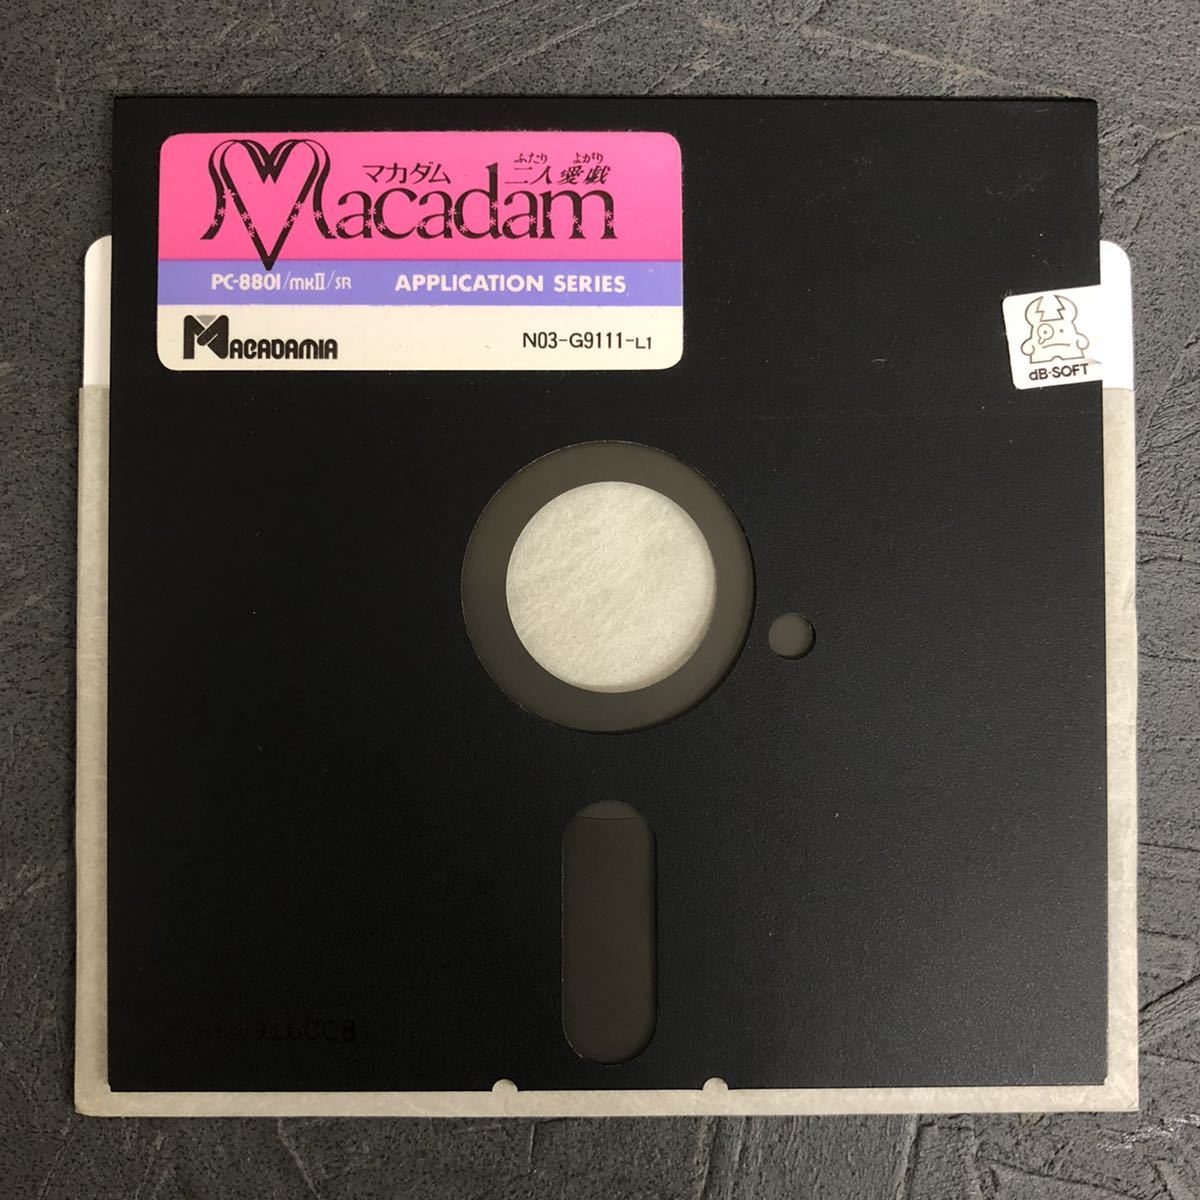 マカダム 二人愛戯
ふたり よがり
Macadam
PC-8801/mkII/SR APPLICATION SERIES
MACADAMIA N03-G9111-L1
dB-SOFT